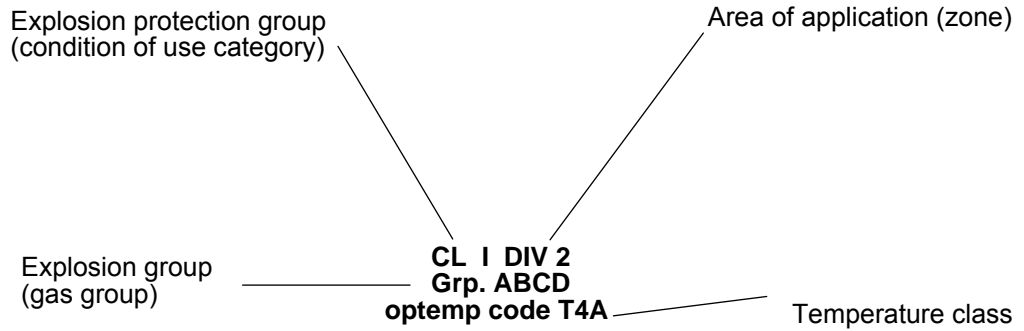 Explosion protection group
(condition of use category)
Area of application (zone)
CL I DIV 2
Grp. ABCD
optemp code T4A
Explosion group
(gas group)
Temperature class